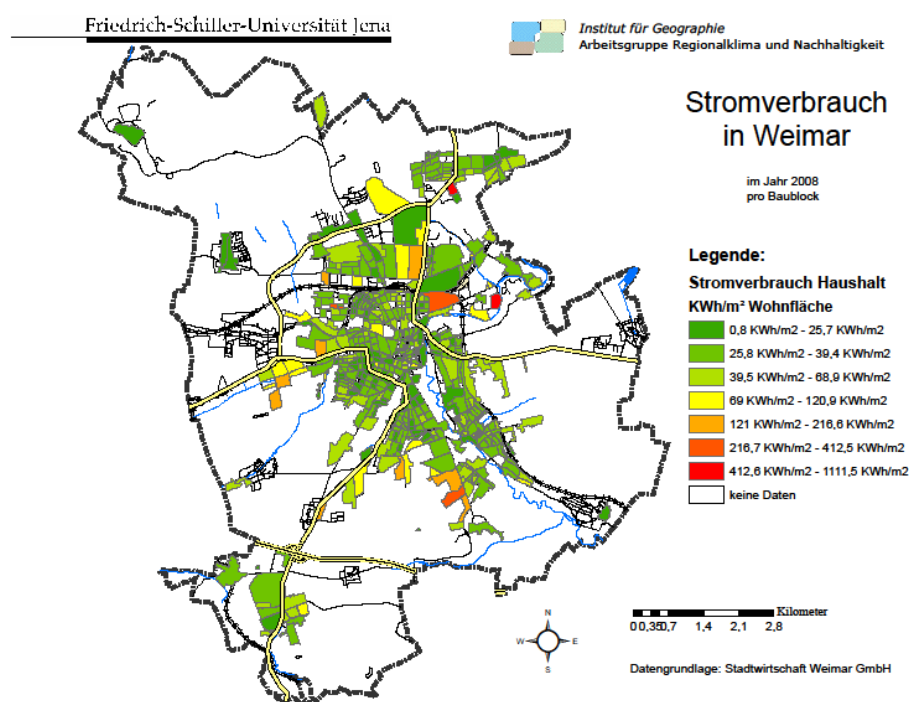 Friedrich-Schiller-Universität Jena
Institut für Geographie
Arbeitsgruppe Regionalklima und Nachhaltigkeit
Stromverbrauch
in Weimar
im Jahr 2008
pro Baublock
Legende:
Stromverbrauch Haushalt
KWh/m² Wohnfläche
0,8 KWh/m2 - 25,7 KWh/m2
25,8 KWh/m2 - 39,4 KWh/m2
39,5 KWh/m2 - 68,9 KWh/m2
69 KWh/m2 - 120,9 KWh/m2
121 KWh/m2 - 216,6 KWh/m2
216,7 KWh/m2 - 412,5 KWh/m2
412,6 KWh/m2 - 1111,5 KWh/m2
keine Daten
N
W E
S
Kilometer
0 0,35 0,7 1,4 2,1 2,8
Datengrundlage: Stadtwirtschaft Weimar GmbH